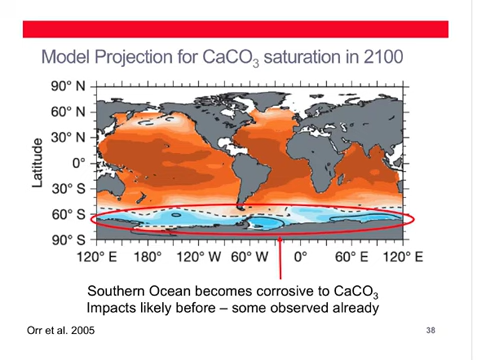 Model Projection for CaCO₃ saturation in 2100
90° N
60° N
30° N
0°
30° S
60° S
90° S
Latitude
120° E 180° 120° W 60° W 0° 60° E 120° E
Southern Ocean becomes corrosive to CaCO₃
Impacts likely before – some observed already
Orr et al. 2005
38